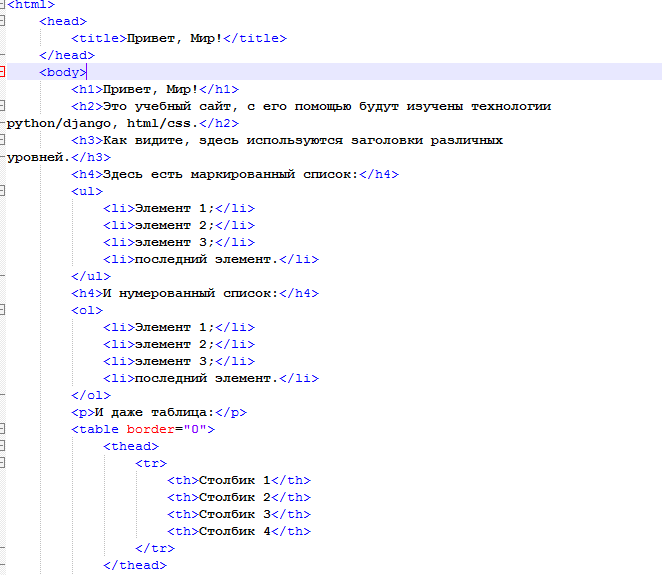 <html>
<head>
<title>Привет, Мир!</title>
</head>
<body>
<h1>Привет, Мир!</h1>
<h2>Это учебный сайт, с его помощью будут изучены технологии
python/django, html/css.</h2>
<h3>Как видите, здесь используются заголовки различных
уровней.</h3>
<h4>Здесь есть маркированный список:</h4>
<ul>
<li>Элемент 1;</li>
<li>элемент 2;</li>
<li>элемент 3;</li>
<li>последний элемент.</li>
</ul>
<h4>И нумерованный список:</h4>
<ol>
<li>Элемент 1;</li>
<li>элемент 2;</li>
<li>элемент 3;</li>
<li>последний элемент.</li>
</ol>
<p>И даже таблица:</p>
<table border="0">
<thead>
<tr>
<th>Столбик 1</th>
<th>Столбик 2</th>
<th>Столбик 3</th>
<th>Столбик 4</th>
</tr>
</thead>